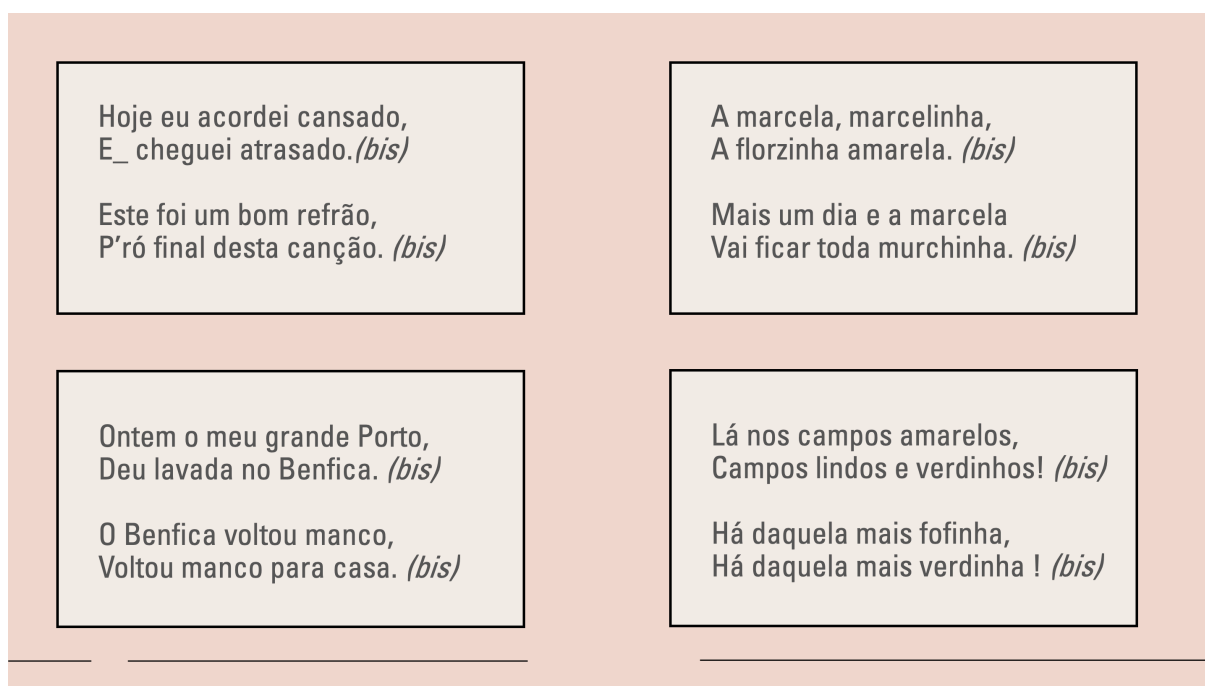 Hoje eu acordei cansado,
E_ cheguei atrasado.(bis)
Este foi um bom refrão,
P'ró final desta canção. (bis)
A marcela, marcelinha,
A florzinha amarela. (bis)
Mais um dia e a marcela
Vai ficar toda murchinha. (bis)
Ontem o meu grande Porto,
Deu lavada no Benfica. (bis)
O Benfica voltou manco,
Voltou manco para casa. (bis)
Lá nos campos amarelos,
Campos lindos e verdinhos! (bis)
Há daquela mais fofinha,
Há daquela mais verdinha ! (bis)